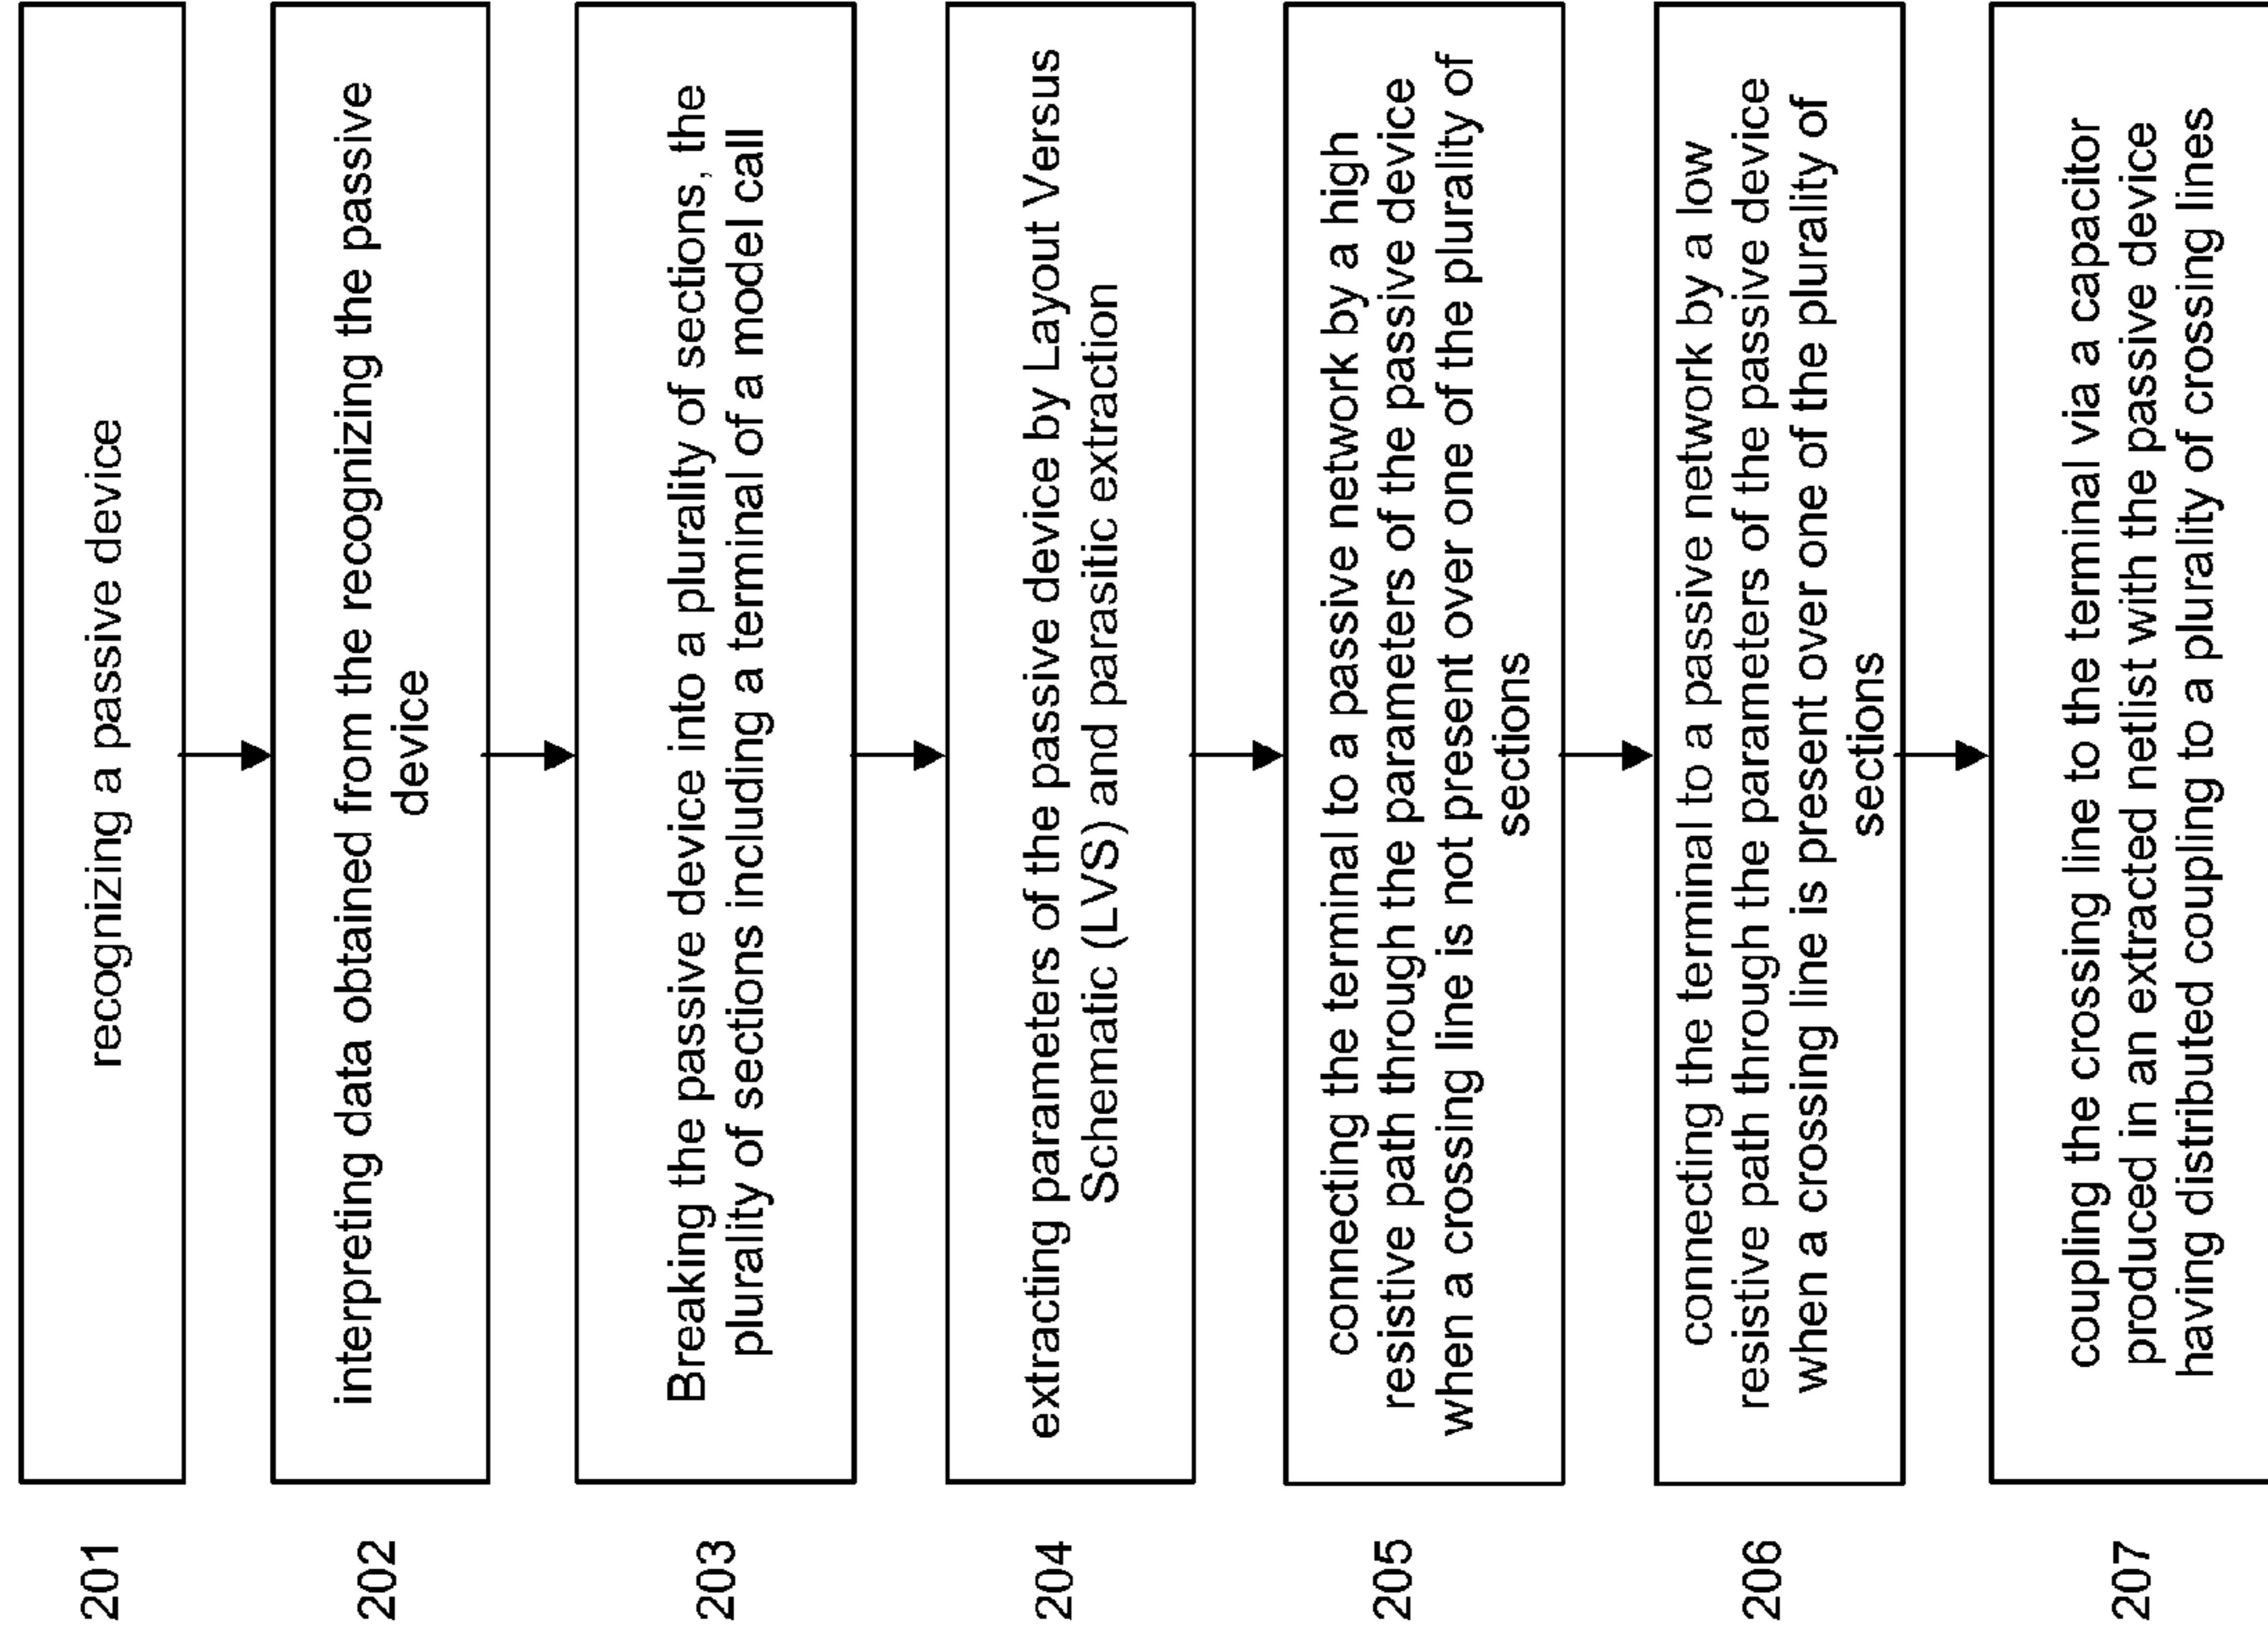 201
recognizing a passive device
202
interpreting data obtained from the recognizing the passive
device
203
Breaking the passive device into a plurality of sections, the
plurality of sections including a terminal of a model call
204
extracting parameters of the passive device by Layout Versus
Schematic (LVS) and parasitic extraction
205
connecting the terminal to a passive network by a high
resistive path through the parameters of the passive device
when a crossing line is not present over one of the plurality of
sections
206
connecting the terminal to a passive network by a low
resistive path through the parameters of the passive device
when a crossing line is present over one of the plurality of
sections
207
coupling the crossing line to the terminal via a capacitor
produced in an extracted netlist with the passive device
having distributed coupling to a plurality of crossing lines